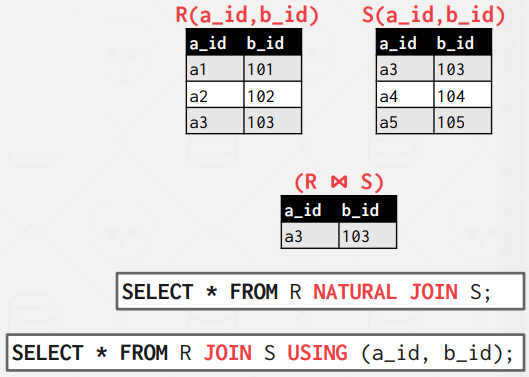 R(a_id,b_id) S(a_id,b_id)
a_id b_id a_id b_id
a1 101 a3 103
a2 102 a4 104
a3 103 a5 105
(R ⋈ S)
a_id b_id
a3 103
SELECT * FROM R NATURAL JOIN S;
SELECT * FROM R JOIN S USING (a_id, b_id);